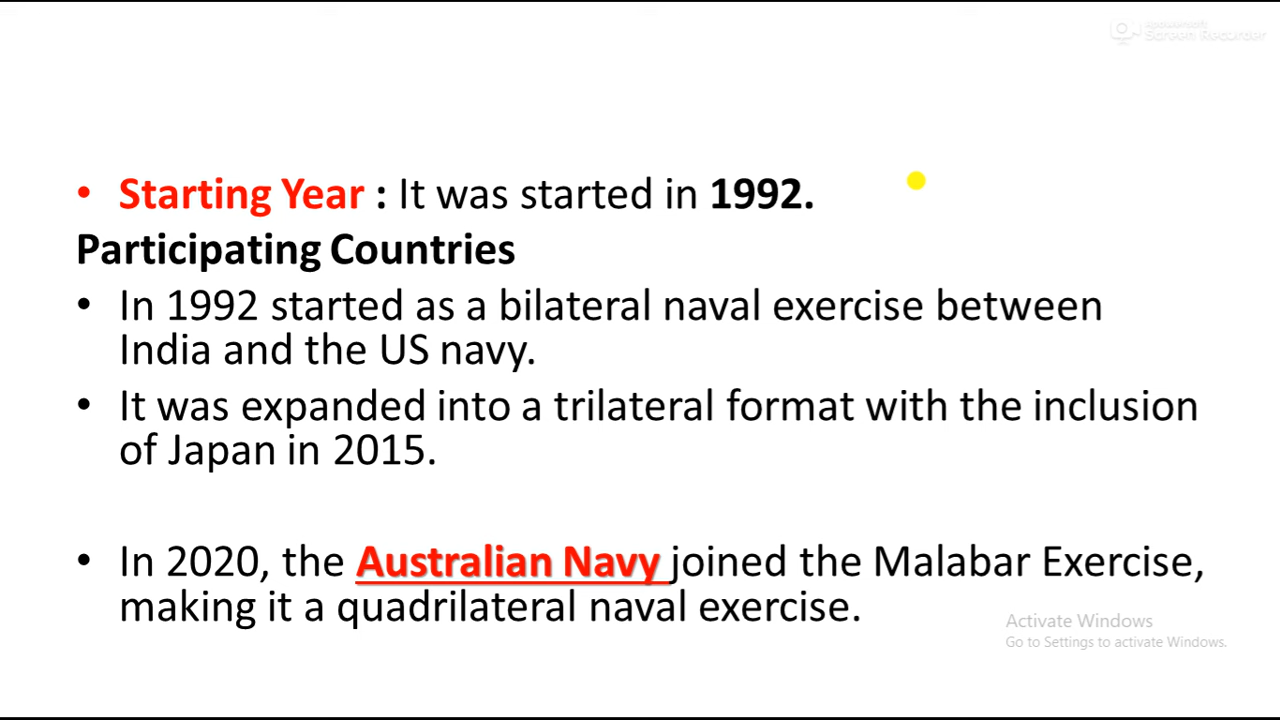 Apowersoft
Screen Recorder
• Starting Year : It was started in 1992.
Participating Countries
• In 1992 started as a bilateral naval exercise between
India and the US navy.
• It was expanded into a trilateral format with the inclusion
of Japan in 2015.
• In 2020, the Australian Navy joined the Malabar Exercise,
making it a quadrilateral naval exercise.
Activate Windows
Go to Settings to activate Windows.